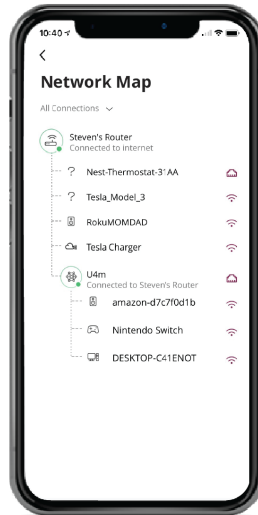 10:40
Network Map
All Connections
Steven's Router
Connected to internet
? Nest-Thermostat-31AA
? Tesla_Model_3
RokuMOMDAD
Tesla Charger
U4m
Connected to Steven's Router
amazon-d7c7f0d1b
Nintendo Switch
DESKTOP-C41ENOT